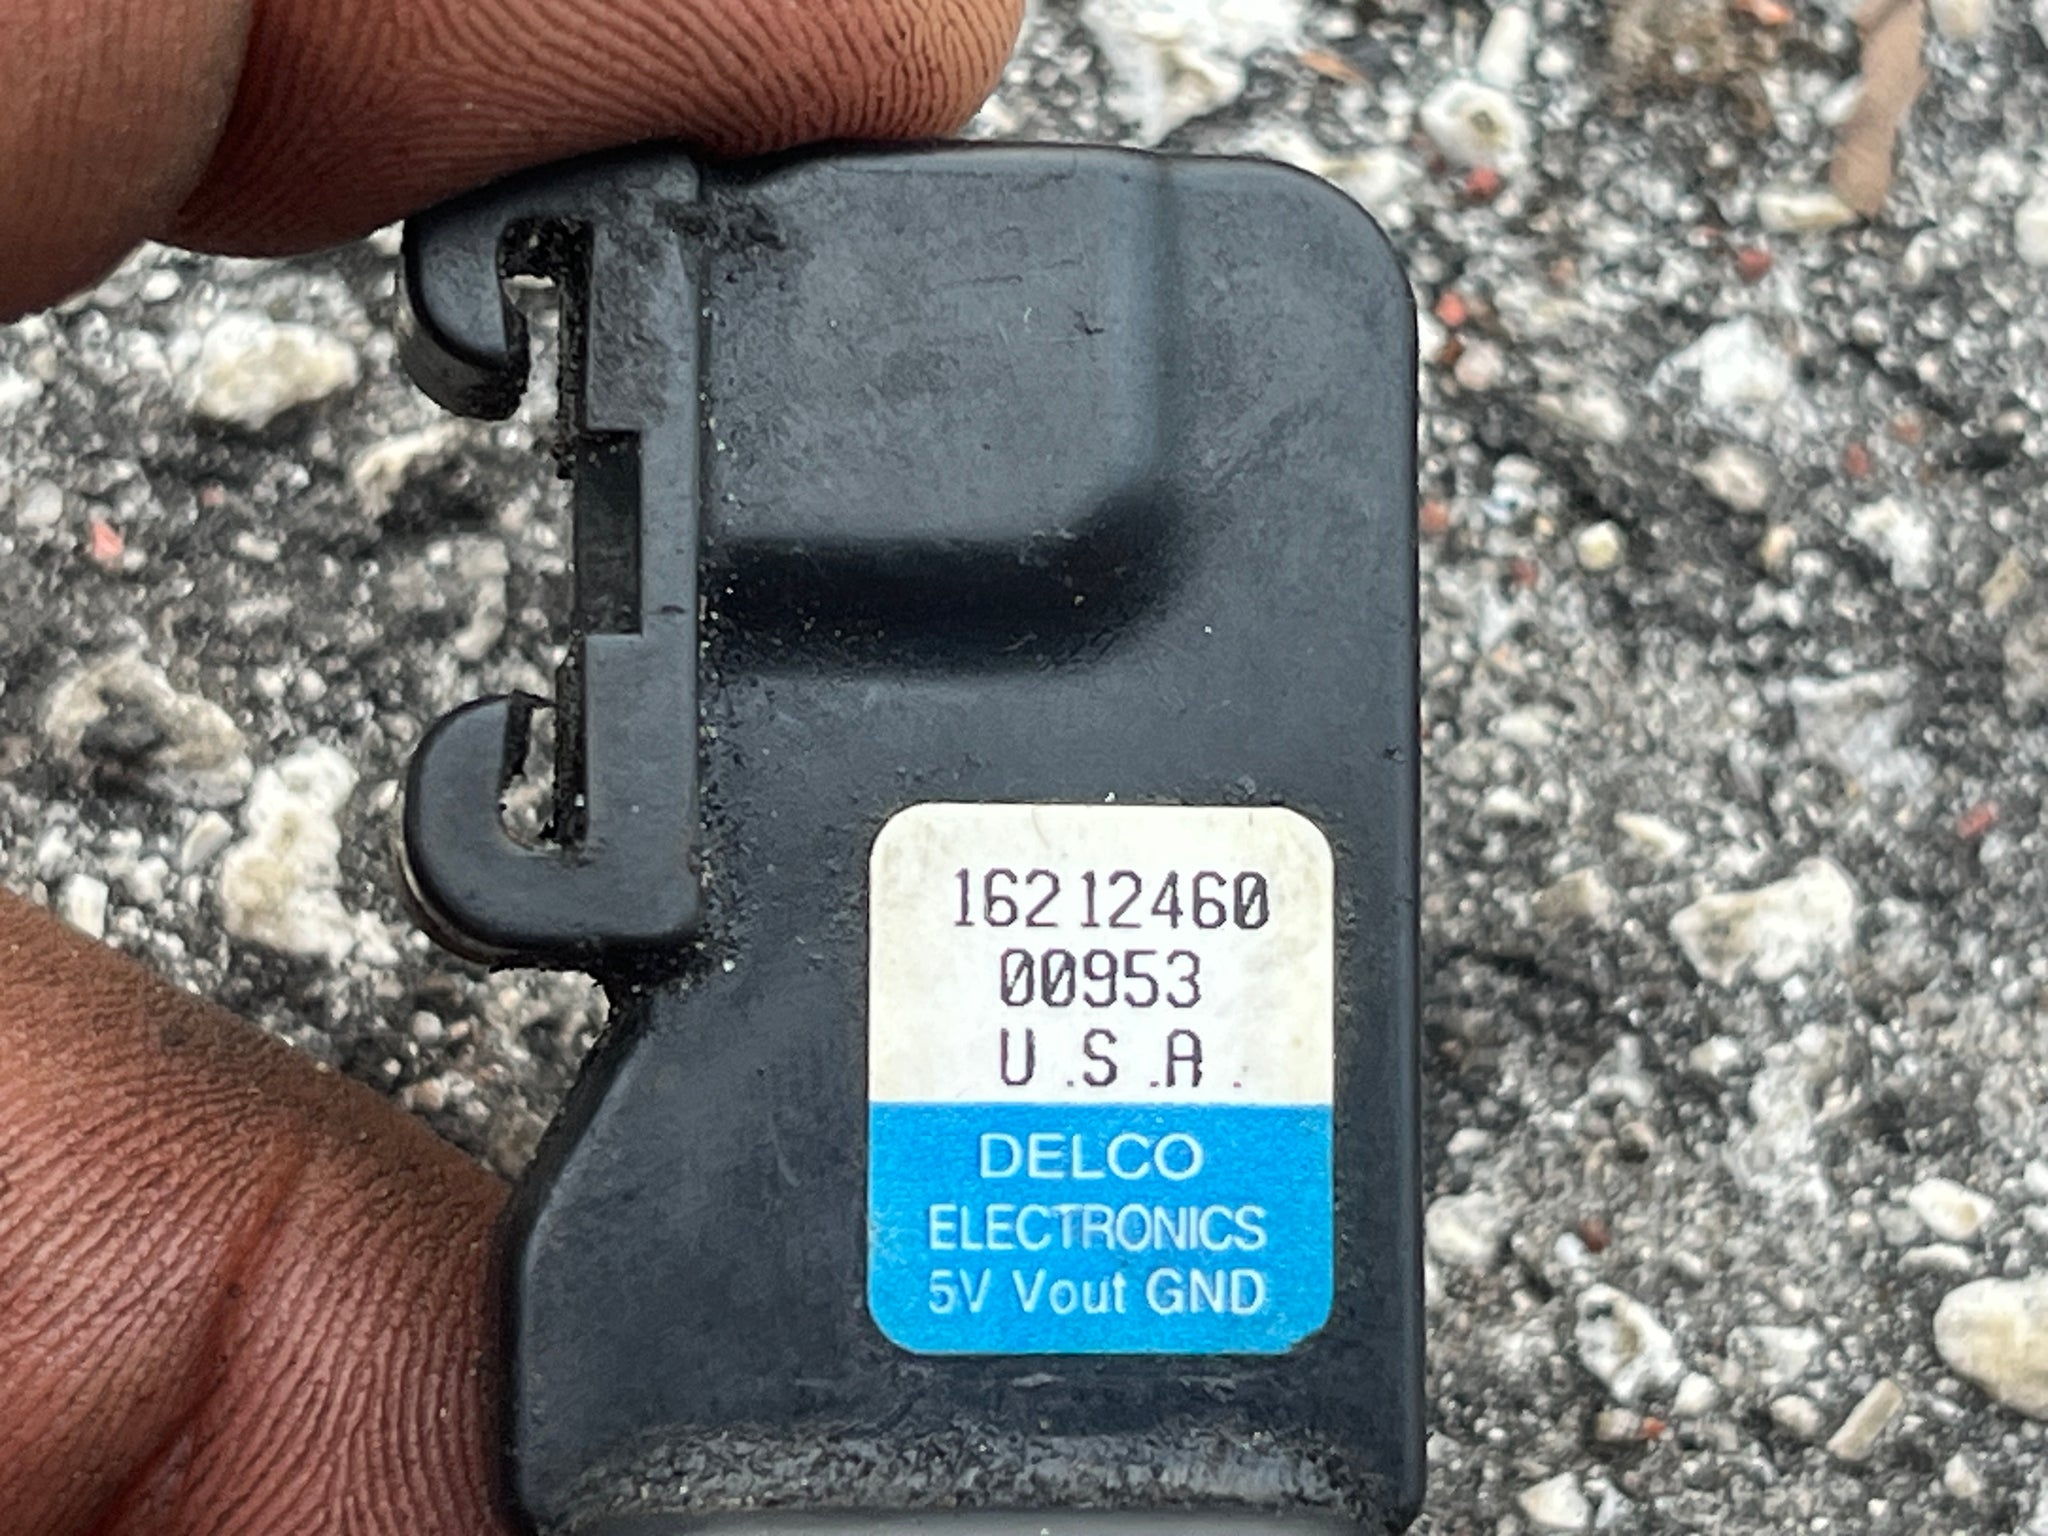 16212460
00953
U.S.A.
DELCO
ELECTRONICS
5V Vout GND